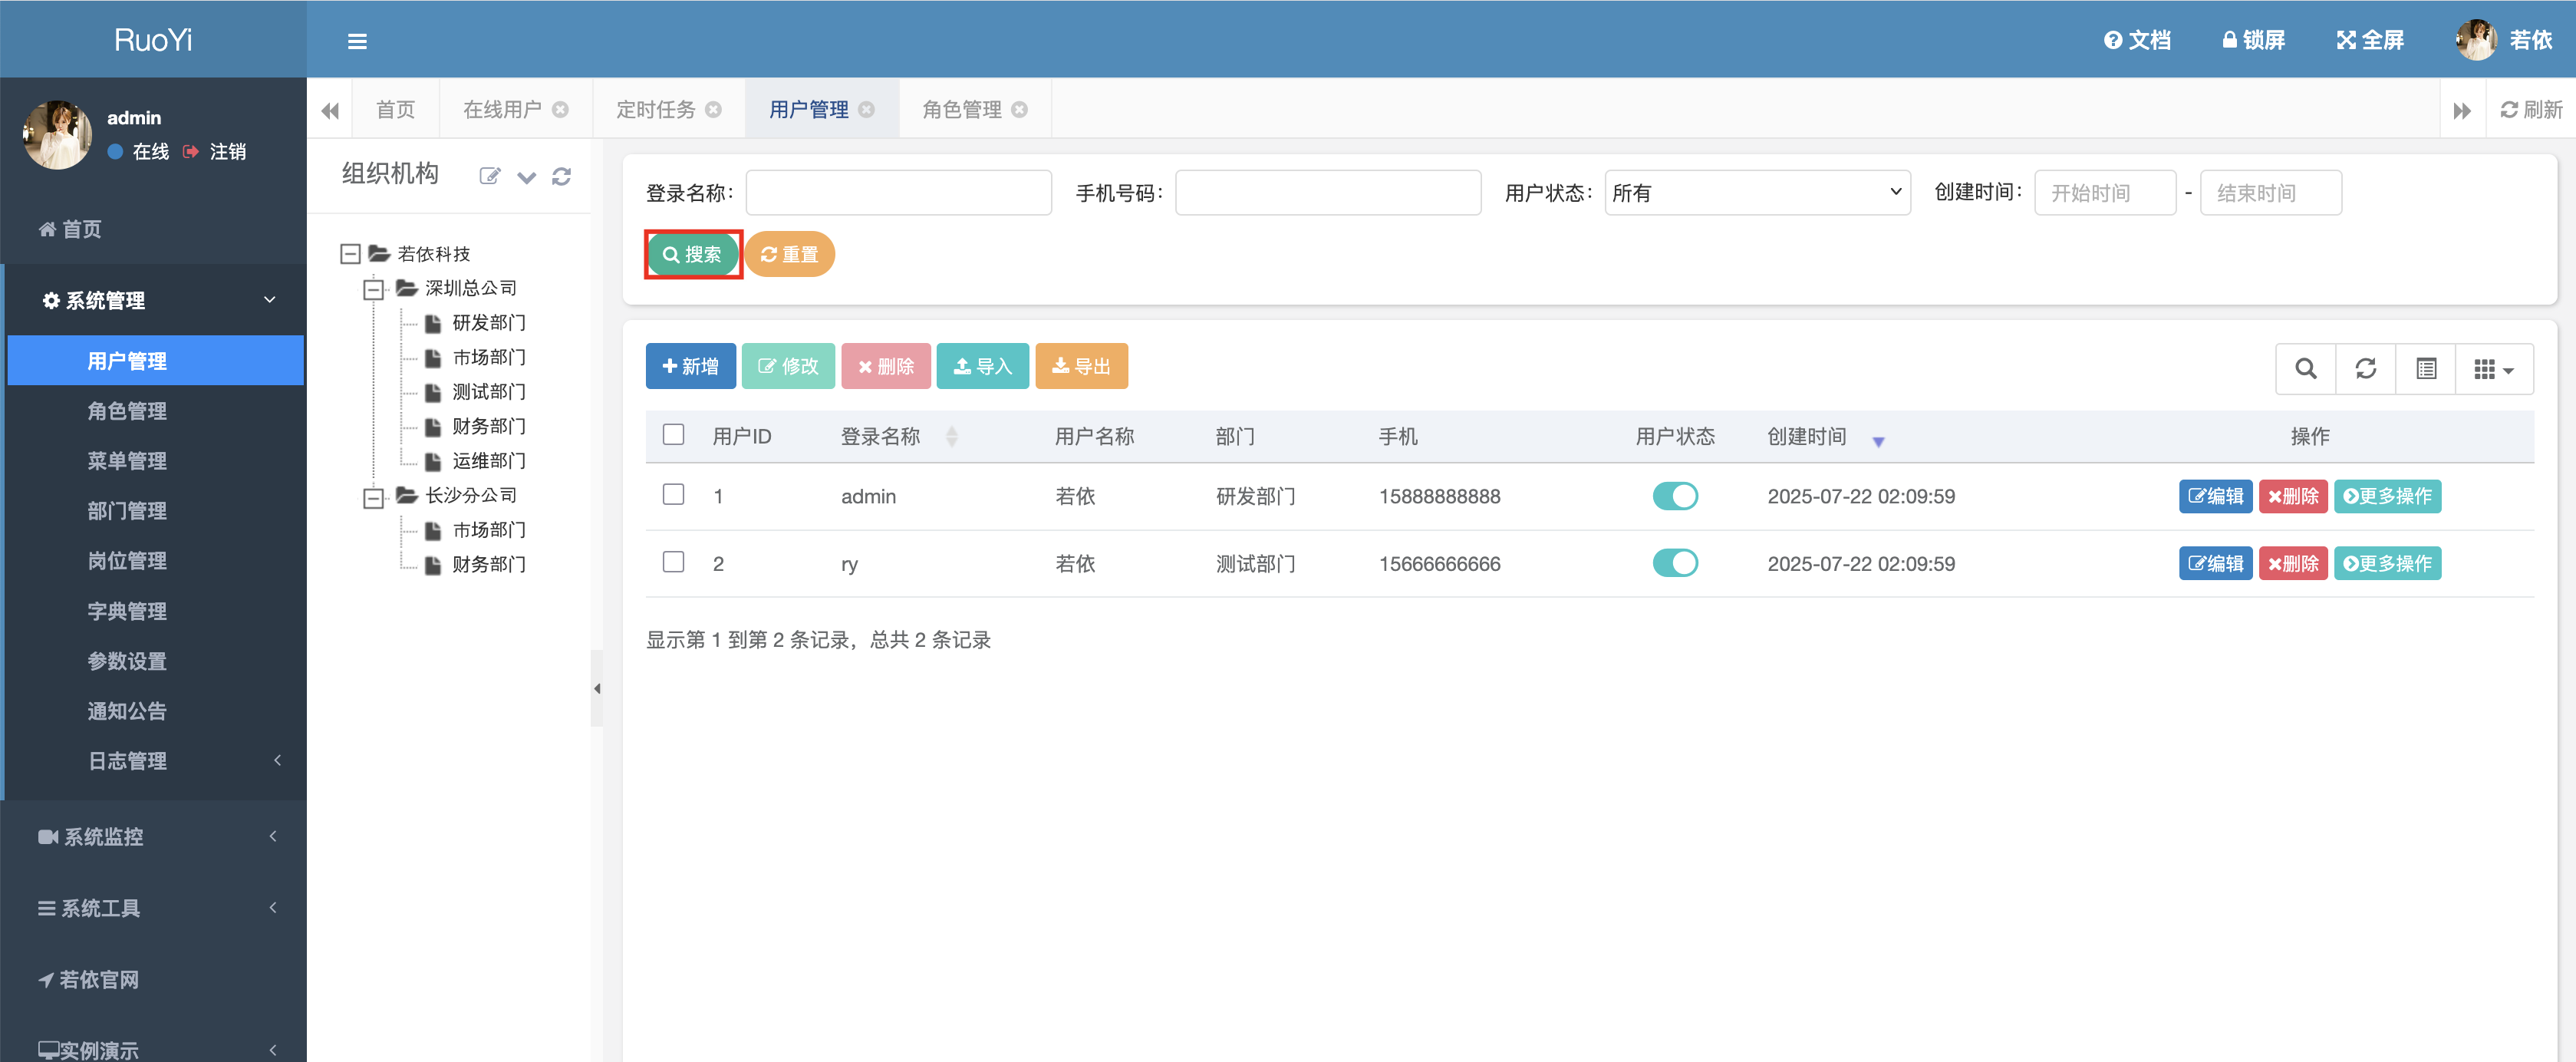 RuoYi
文档
锁屏
全屏
若依
admin
在线
注销
首页
在线用户
定时任务
用户管理
角色管理
刷新
首页
系统管理
用户管理
角色管理
菜单管理
部门管理
岗位管理
字典管理
参数设置
通知公告
日志管理
系统监控
系统工具
若依官网
实例演示
组织机构
若依科技
深圳总公司
研发部门
市场部门
测试部门
财务部门
运维部门
长沙分公司
市场部门
财务部门
登录名称：
手机号码：
用户状态： 所有
创建时间： 开始时间 - 结束时间
搜索
重置
新增
修改
删除
导入
导出
用户ID 登录名称 用户名称 部门 手机 用户状态 创建时间 操作
1 admin 若依 研发部门 15888888888 2025-07-22 02:09:59 编辑 删除 更多操作
2 ry 若依 测试部门 15666666666 2025-07-22 02:09:59 编辑 删除 更多操作
显示第 1 到第 2 条记录，总共 2 条记录